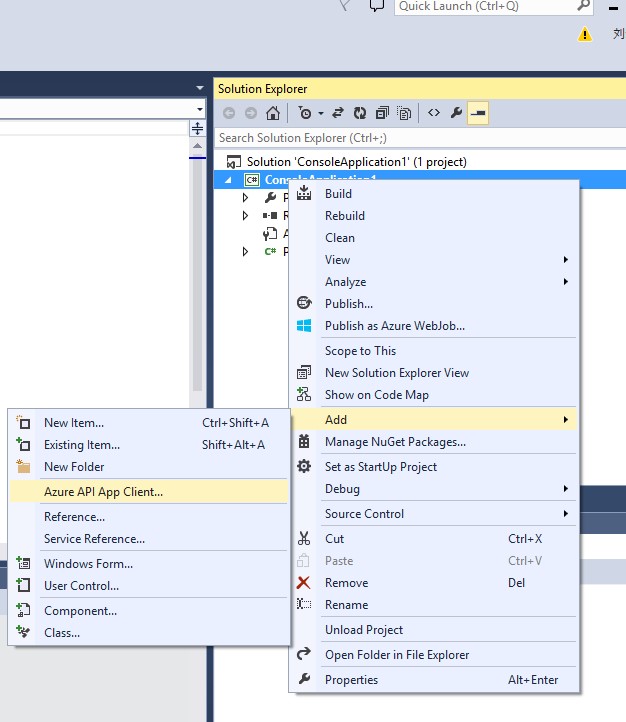 Quick Launch (Ctrl+Q)
刘
Solution Explorer
Search Solution Explorer (Ctrl+;)
Solution 'ConsoleApplication1' (1 project)
C# ConsoleApplication1
P
R
A
C# P
Build
Rebuild
Clean
View
Analyze
Publish...
Publish as Azure WebJob...
Scope to This
New Solution Explorer View
Show on Code Map
Add
Manage NuGet Packages...
Set as StartUp Project
Debug
Source Control
Cut Ctrl+X
Paste Ctrl+V
Remove Del
Rename
Unload Project
Open Folder in File Explorer
Properties Alt+Enter
New Item... Ctrl+Shift+A
Existing Item... Shift+Alt+A
New Folder
Azure API App Client...
Reference...
Service Reference...
Windows Form...
User Control...
Component...
Class...